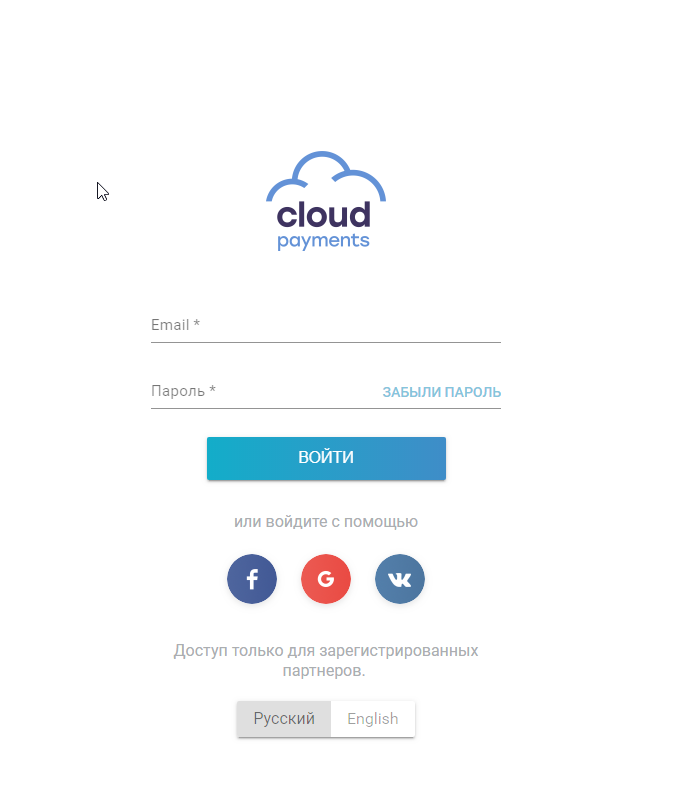 cloud
payments
Email *
Пароль *
ЗАБЫЛИ ПАРОЛЬ
ВОЙТИ
или войдите с помощью
Доступ только для зарегистрированных
партнеров.
Русский
English